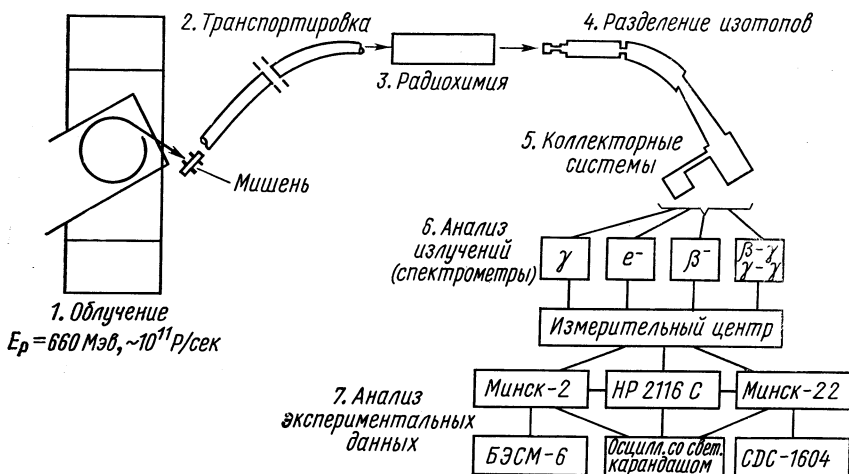 2. Транспортировка
3. Радиохимия
4. Разделение изотопов
5. Коллекторные
системы
Мишень
1. Облучение
Ep = 660 Мэв, ~10¹¹ Р/сек
6. Анализ
излучений
(спектрометры)
γ
e⁻
β⁻
β-γ
γ-γ
Измерительный центр
7. Анализ
экспериментальных
данных
Минск-2
HP 2116 C
Минск-22
БЭСМ-6
Осцилл. со свет.
карандашом
CDC-1604